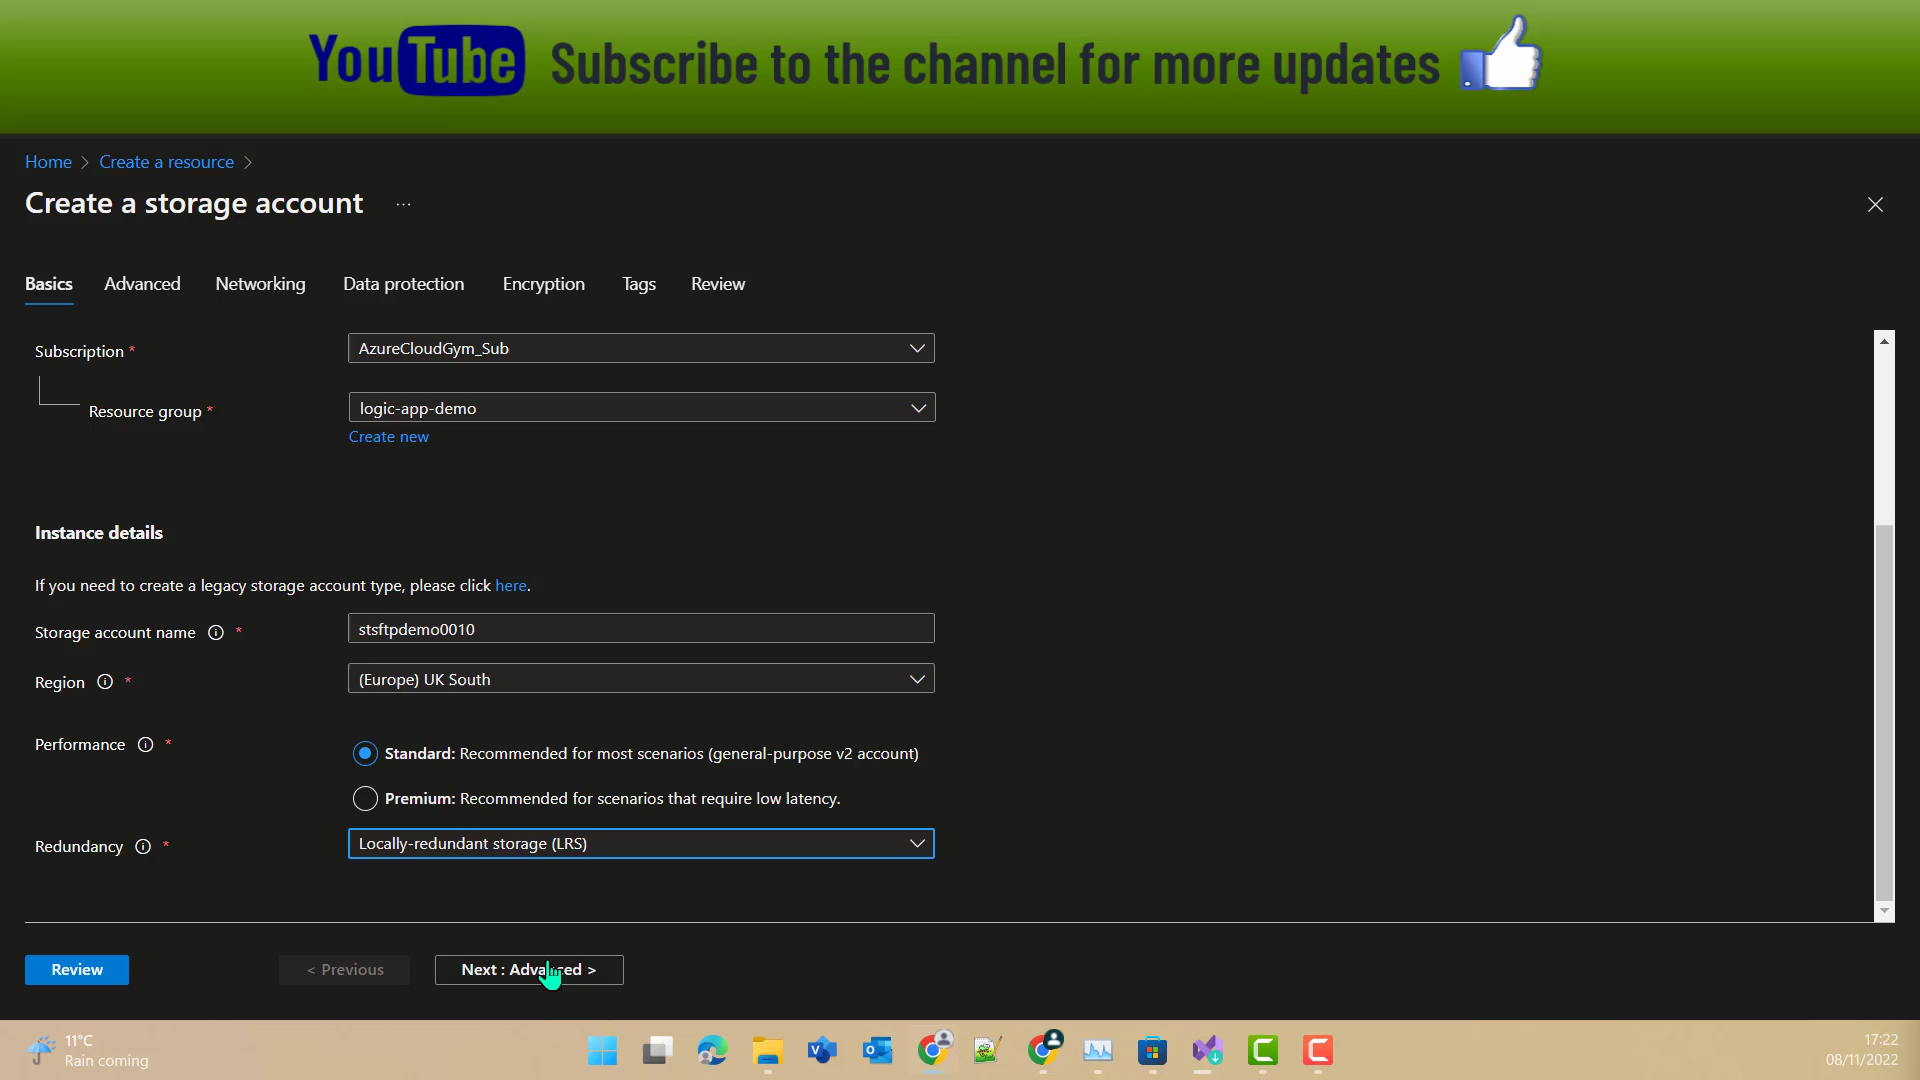 YouTube Subscribe to the channel for more updates
Home > Create a resource >
Create a storage account ...
Basics Advanced Networking Data protection Encryption Tags Review
Subscription * AzureCloudGym_Sub
Resource group * logic-app-demo
Create new
Instance details
If you need to create a legacy storage account type, please click here.
Storage account name * stsftpdemo0010
Region * (Europe) UK South
Performance * Standard: Recommended for most scenarios (general-purpose v2 account)
Premium: Recommended for scenarios that require low latency.
Redundancy * Locally-redundant storage (LRS)
Review < Previous Next : Advanced >
11°C
Rain coming
17:22
08/11/2022